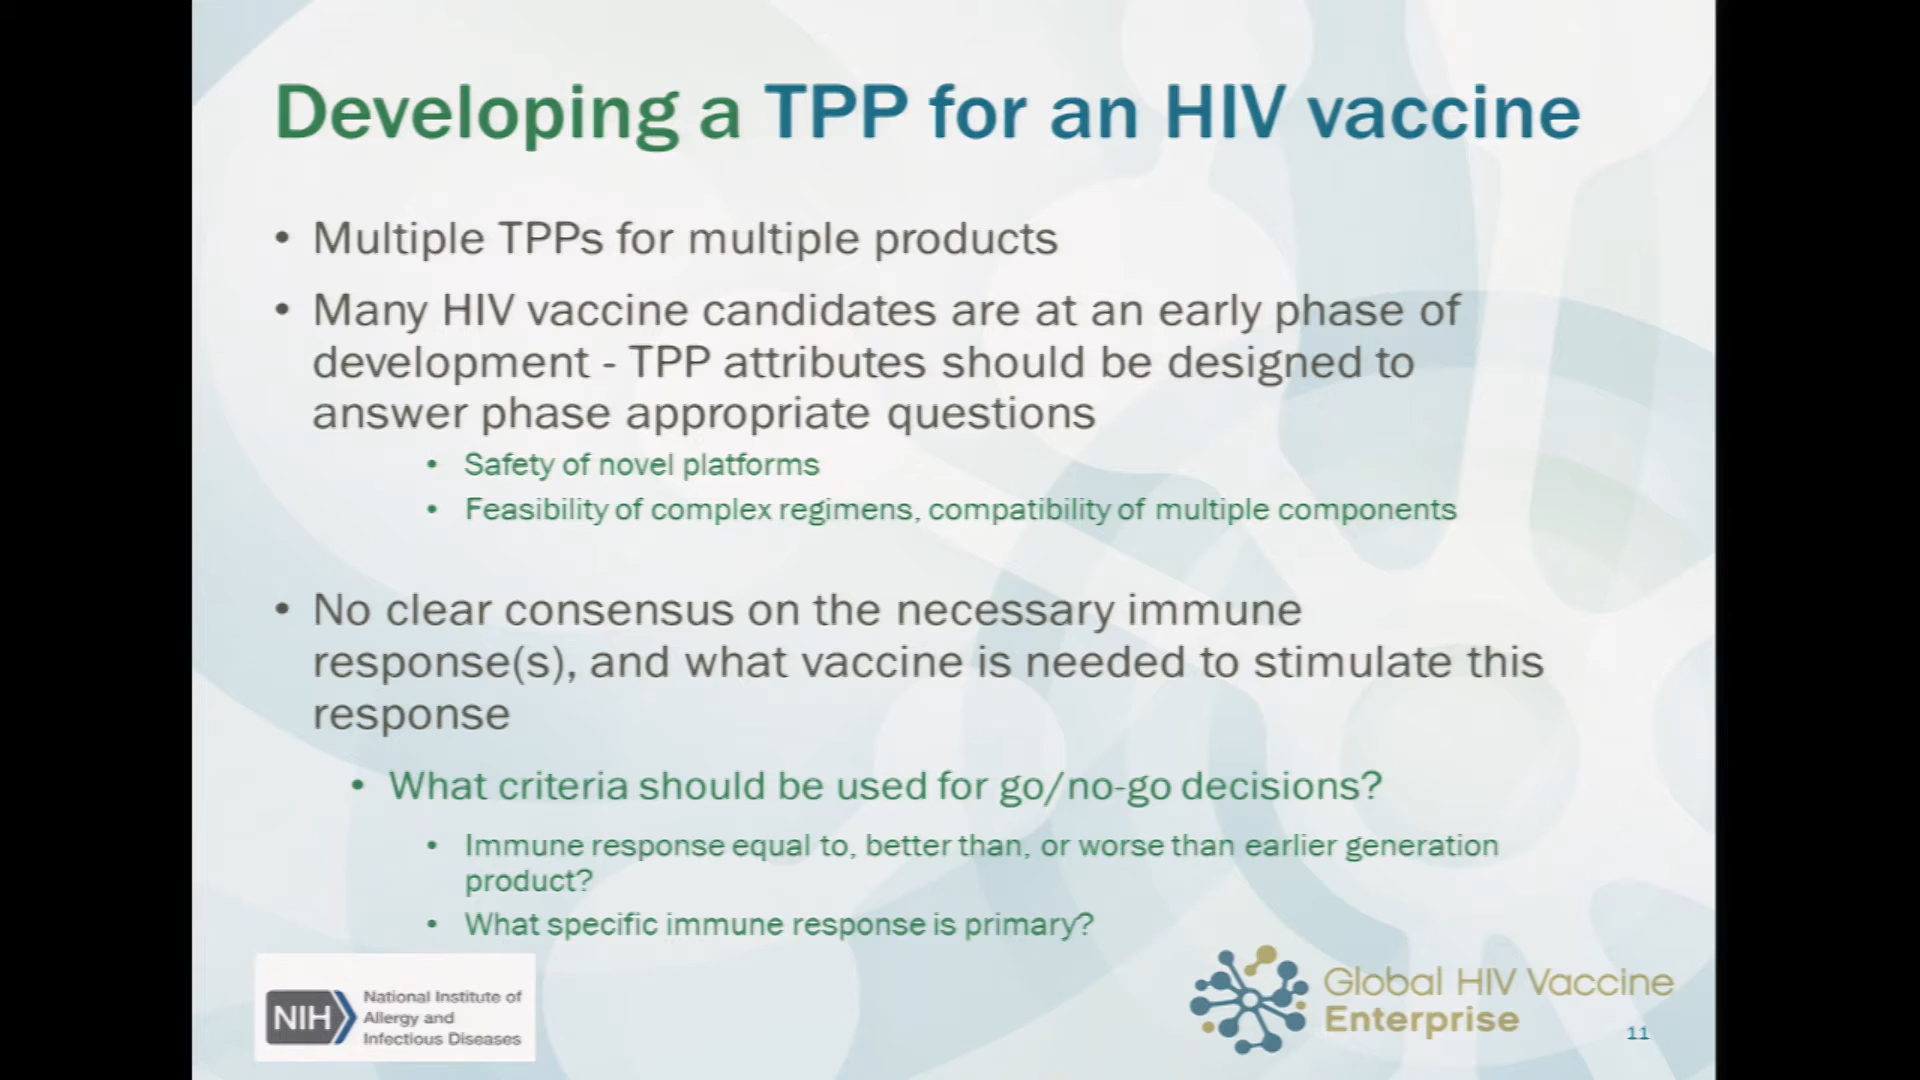 Developing a TPP for an HIV vaccine
• Multiple TPPs for multiple products
• Many HIV vaccine candidates are at an early phase of
development - TPP attributes should be designed to
answer phase appropriate questions
• Safety of novel platforms
• Feasibility of complex regimens, compatibility of multiple components
• No clear consensus on the necessary immune
response(s), and what vaccine is needed to stimulate this
response
• What criteria should be used for go/no-go decisions?
• Immune response equal to, better than, or worse than earlier generation
product?
• What specific immune response is primary?
NIH
National Institute of
Allergy and
Infectious Diseases
Global HIV Vaccine
Enterprise
11